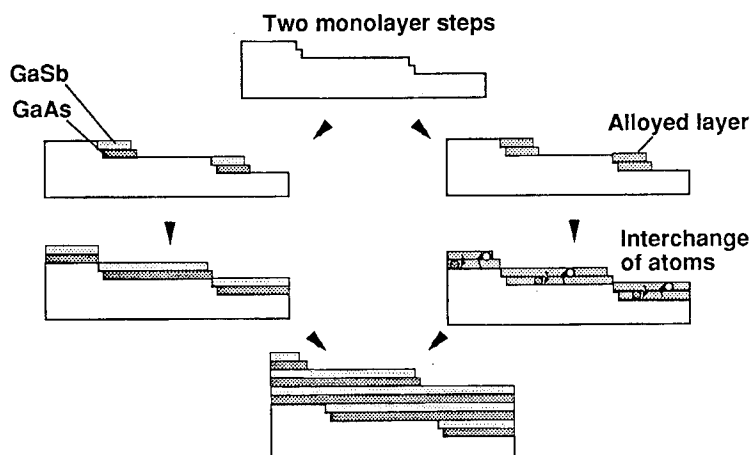 Two monolayer steps
GaSb
GaAs
Alloyed layer
Interchange
of atoms